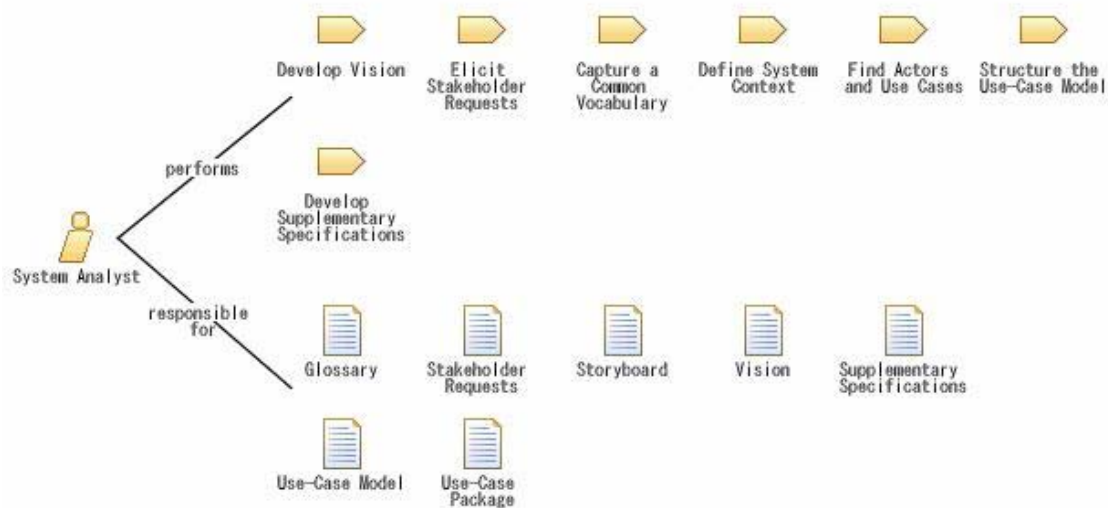 Develop Vision
Elicit
Stakeholder
Requests
Capture a
Common
Vocabulary
Define System
Context
Find Actors
and Use Cases
Structure the
Use-Case Model
performs
Develop
Supplementary
Specifications
System Analyst
responsible
for
Glossary
Stakeholder
Requests
Storyboard
Vision
Supplementary
Specifications
Use-Case Model
Use-Case
Package